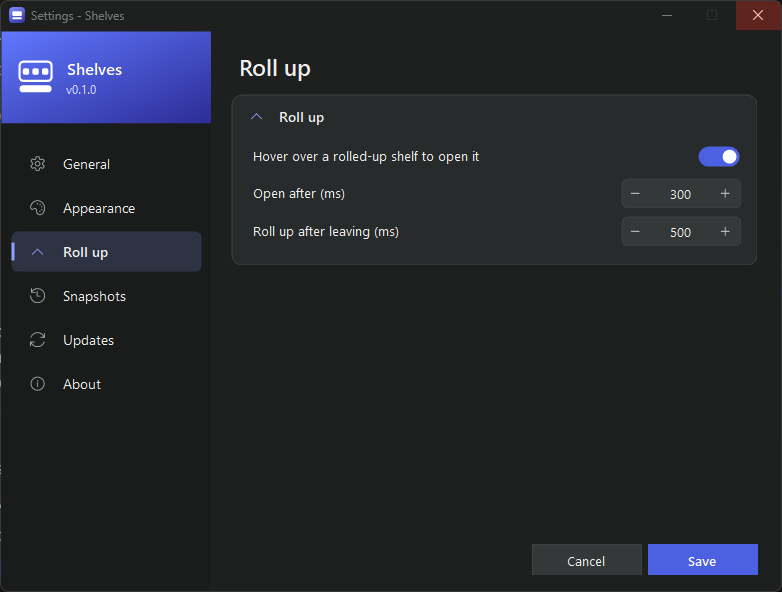 Settings - Shelves
Shelves
v0.1.0
General
Appearance
Roll up
Snapshots
Updates
About
Roll up
Roll up
Hover over a rolled-up shelf to open it
Open after (ms)
300
Roll up after leaving (ms)
500
Cancel
Save